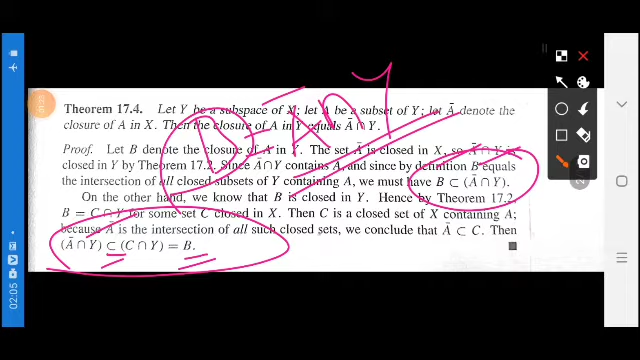 Theorem 17.4. Let Y be a subspace of X; let A be a subset of Y; let Ā denote the
closure of A in X. Then the closure of A in Y equals Ā ∩ Y.
Proof. Let B denote the closure of A in Y. The set Ā is closed in X, so Ā ∩ Y is
closed in Y by Theorem 17.2. Since Ā ∩ Y contains A, and since by definition B equals
the intersection of all closed subsets of Y containing A, we must have B ⊂ (Ā ∩ Y).
On the other hand, we know that B is closed in Y. Hence by Theorem 17.2,
B = C ∩ Y for some set C closed in X. Then C is a closed set of X containing A;
because Ā is the intersection of all such closed sets, we conclude that Ā ⊂ C. Then
(Ā ∩ Y) ⊂ (C ∩ Y) = B.
B = Ā ∩ Y
02:05